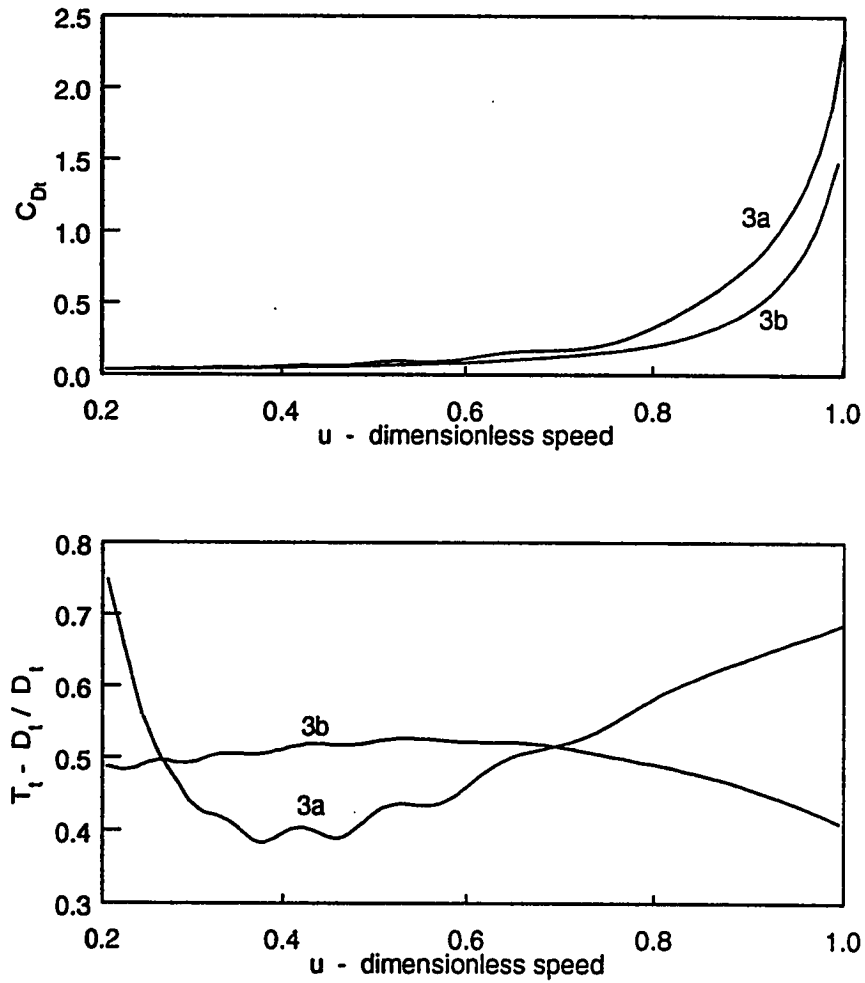 2.5
2.0
1.5
1.0
0.5
0.0
C_Dt
3a
3b
0.2 0.4 0.6 0.8 1.0
u - dimensionless speed
0.8
0.7
0.6
0.5
0.4
0.3
T_t - D_t / D_t
3b
3a
0.2 0.4 0.6 0.8 1.0
u - dimensionless speed